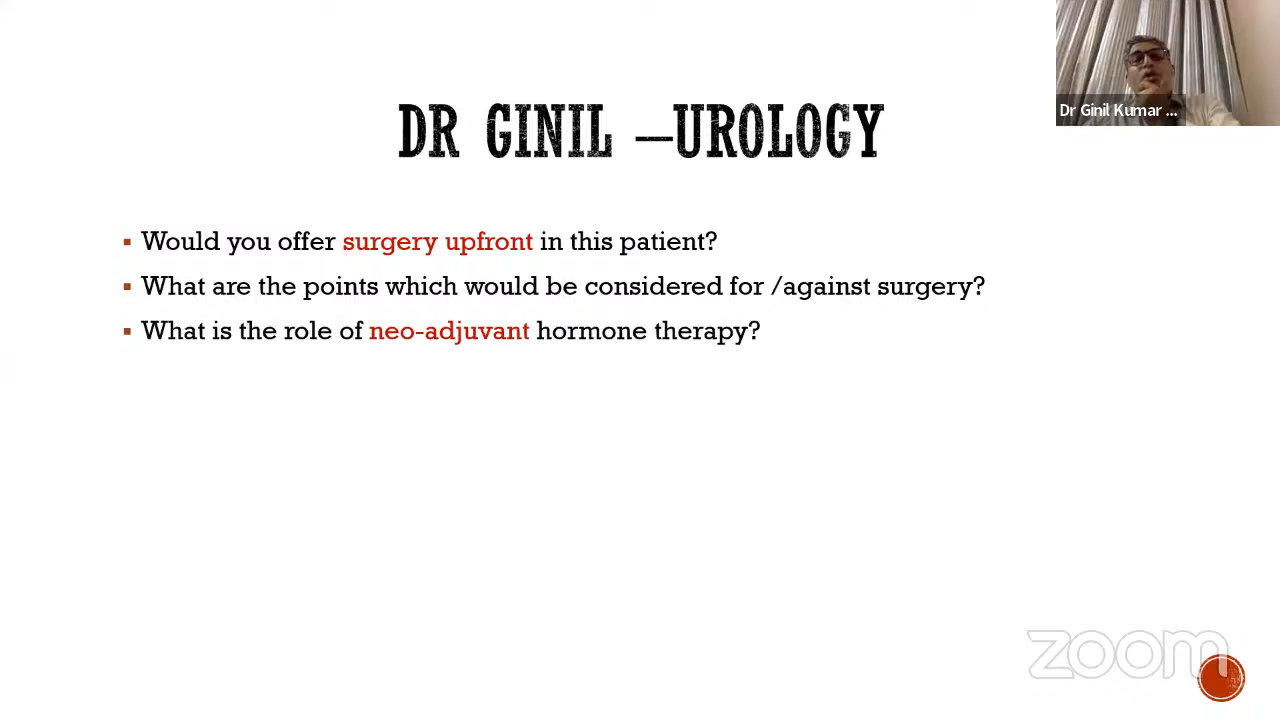 Dr Ginil Kumar ...
DR GINIL –UROLOGY
▪ Would you offer surgery upfront in this patient?
▪ What are the points which would be considered for /against surgery?
▪ What is the role of neo-adjuvant hormone therapy?
zoom